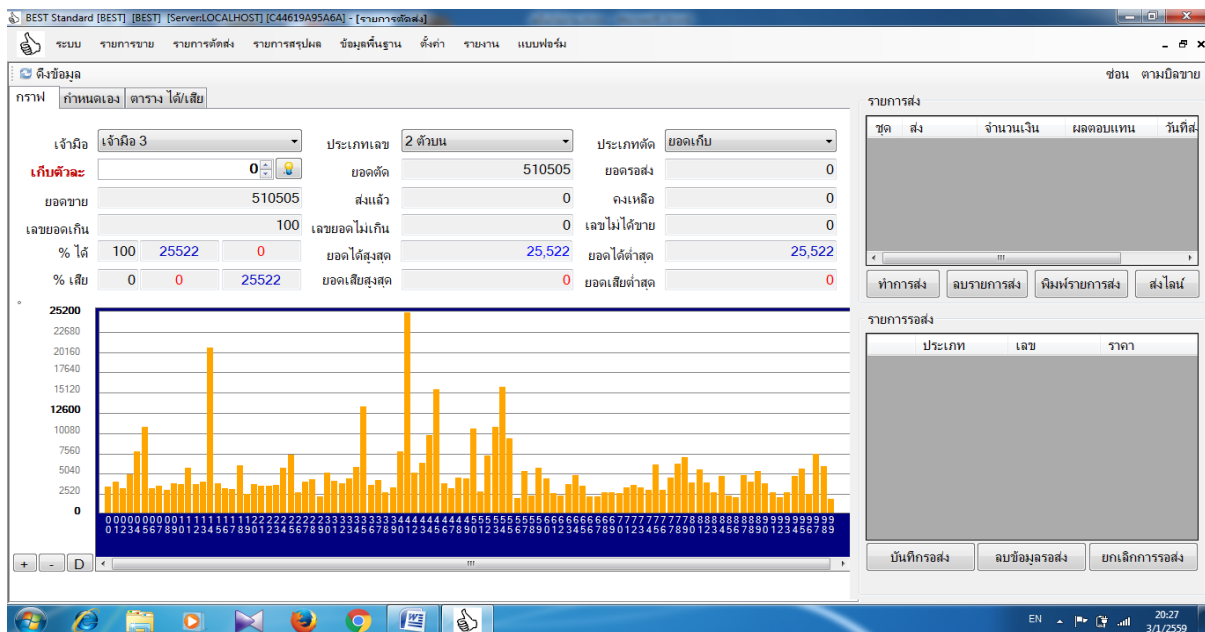 BEST Standard [BEST] [BEST] [Server:LOCALHOST] [C44619A95A6A] - [รายการตัดส่ง]
ระบบ รายการขาย รายการตัดส่ง รายการสรุปผล ข้อมูลพื้นฐาน ตั้งค่า รายงาน แบบฟอร์ม
ดึงข้อมูล ซ่อน ตามบิลขาย
กราฟ กำหนดเอง ตาราง ได้/เสีย
เจ้ามือ เจ้ามือ 3 ประเภทเลข 2 ตัวบน ประเภทตัด ยอดเก็บ
เก็บตัวละ 0 ยอดตัด 510505 ยอดรอส่ง 0
ยอดขาย 510505 ส่งแล้ว 0 คงเหลือ 0
เลขยอดเกิน 100 เลขยอดไม่เกิน 0 เลขไม่ได้ขาย 0
% ได้ 100 25522 0 ยอดได้สูงสุด 25,522 ยอดได้ต่ำสุด 25,522
% เสีย 0 0 25522 ยอดเสียสูงสุด 0 ยอดเสียต่ำสุด 0
25200
22680
20160
17640
15120
12600
10080
7560
5040
2520
0
0000000000111111111122222222223333333333444444444455555555556666666666777777777788888888889999999999
0123456789012345678901234567890123456789012345678901234567890123456789012345678901234567890123456789
+ - D
รายการส่ง
ชุด ส่ง จำนวนเงิน ผลตอบแทน วันที่ส่
ทำการส่ง ลบรายการส่ง พิมพ์รายการส่ง ส่งไลน์
รายการรอส่ง
ประเภท เลข ราคา
บันทึกรอส่ง ลบข้อมูลรอส่ง ยกเลิกการรอส่ง
EN 20:27
3/1/2559